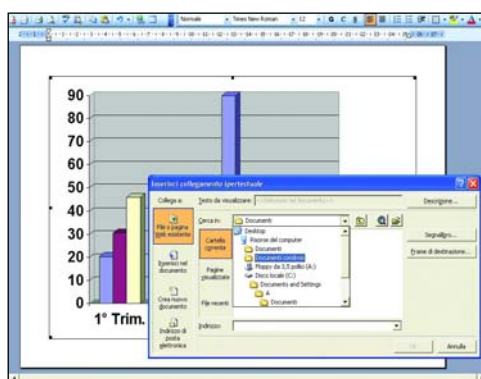 Normale Times New Roman 12 G C S
90
80
70
60
50
40
30
20
10
0
1° Trim.
Inserisci collegamento ipertestuale
Collega a:
Testo da visualizzare:
Descrizione...
File o pagina Web esistente
Cerca in:
Documenti
Desktop
Risorse del computer
Documenti
Documenti condivisi
Floppy da 3,5 pollici (A:)
Disco locale (C:)
Documents and Settings
A
Documenti
Cartella corrente
Segnalibro...
Frame di destinazione...
Inserisci nel documento
Pagine visualizzate
Crea nuovo documento
File recenti
Indirizzo di posta elettronica
Indirizzo:
OK
Annulla